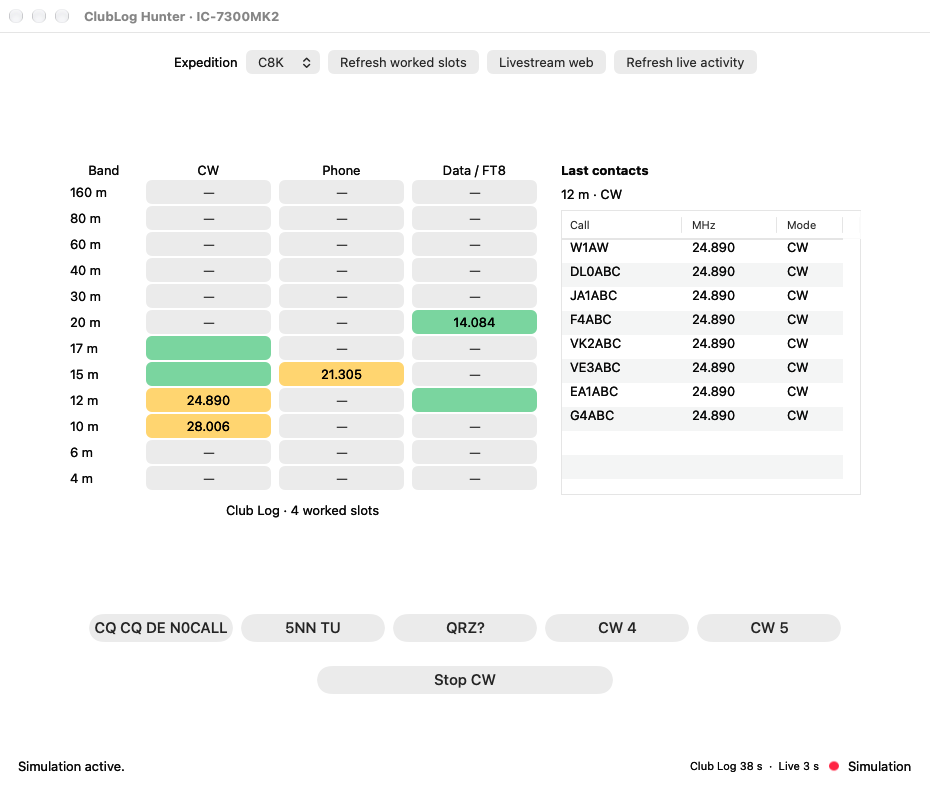 ClubLog Hunter · IC-7300MK2
Expedition C8K Refresh worked slots Livestream web Refresh live activity
Band CW Phone Data / FT8
160 m — — —
80 m — — —
60 m — — —
40 m — — —
30 m — — —
20 m — — 14.084
17 m — —
15 m 21.305 —
12 m 24.890 —
10 m 28.006 — —
6 m — — —
4 m — — —
Club Log · 4 worked slots
Last contacts
12 m · CW
Call MHz Mode
W1AW 24.890 CW
DL0ABC 24.890 CW
JA1ABC 24.890 CW
F4ABC 24.890 CW
VK2ABC 24.890 CW
VE3ABC 24.890 CW
EA1ABC 24.890 CW
G4ABC 24.890 CW
CQ CQ DE N0CALL 5NN TU QRZ? CW 4 CW 5
Stop CW
Simulation active. Club Log 38 s · Live 3 s Simulation